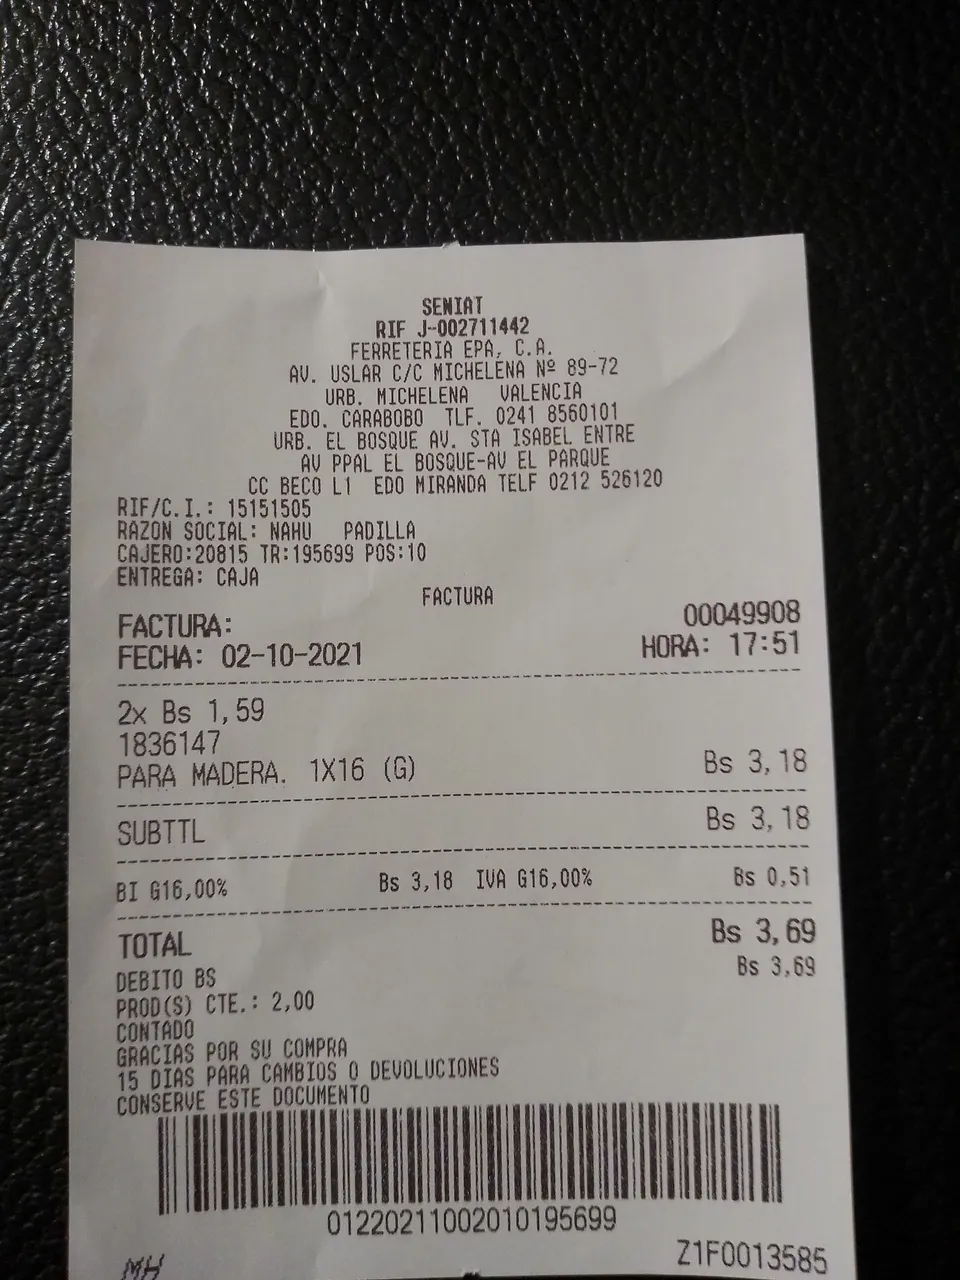 SENIAT
RIF J-002711442
FERRETERIA EPA, C.A.
AV. USLAR C/C MICHELENA Nº 89-72
URB. MICHELENA VALENCIA
EDO. CARABOBO TLF. 0241 8560101
URB. EL BOSQUE AV. STA ISABEL ENTRE
AV PPAL EL BOSQUE-AV EL PARQUE
CC BECO L1 EDO MIRANDA TELF 0212 526120
RIF/C.I.: 15151505
RAZON SOCIAL: NAHU PADILLA
CAJERO:20815 TR:195699 POS:10
ENTREGA: CAJA
FACTURA
FACTURA: 00049908
FECHA: 02-10-2021 HORA: 17:51
2x Bs 1,59
1836147
PARA MADERA. 1X16 (G) Bs 3,18
SUBTTL Bs 3,18
BI G16,00% Bs 3,18 IVA G16,00% Bs 0,51
TOTAL Bs 3,69
DEBITO BS Bs 3,69
PROD(S) CTE.: 2,00
CONTADO
GRACIAS POR SU COMPRA
15 DIAS PARA CAMBIOS O DEVOLUCIONES
CONSERVE ESTE DOCUMENTO
01220211002010195699
MH Z1F0013585